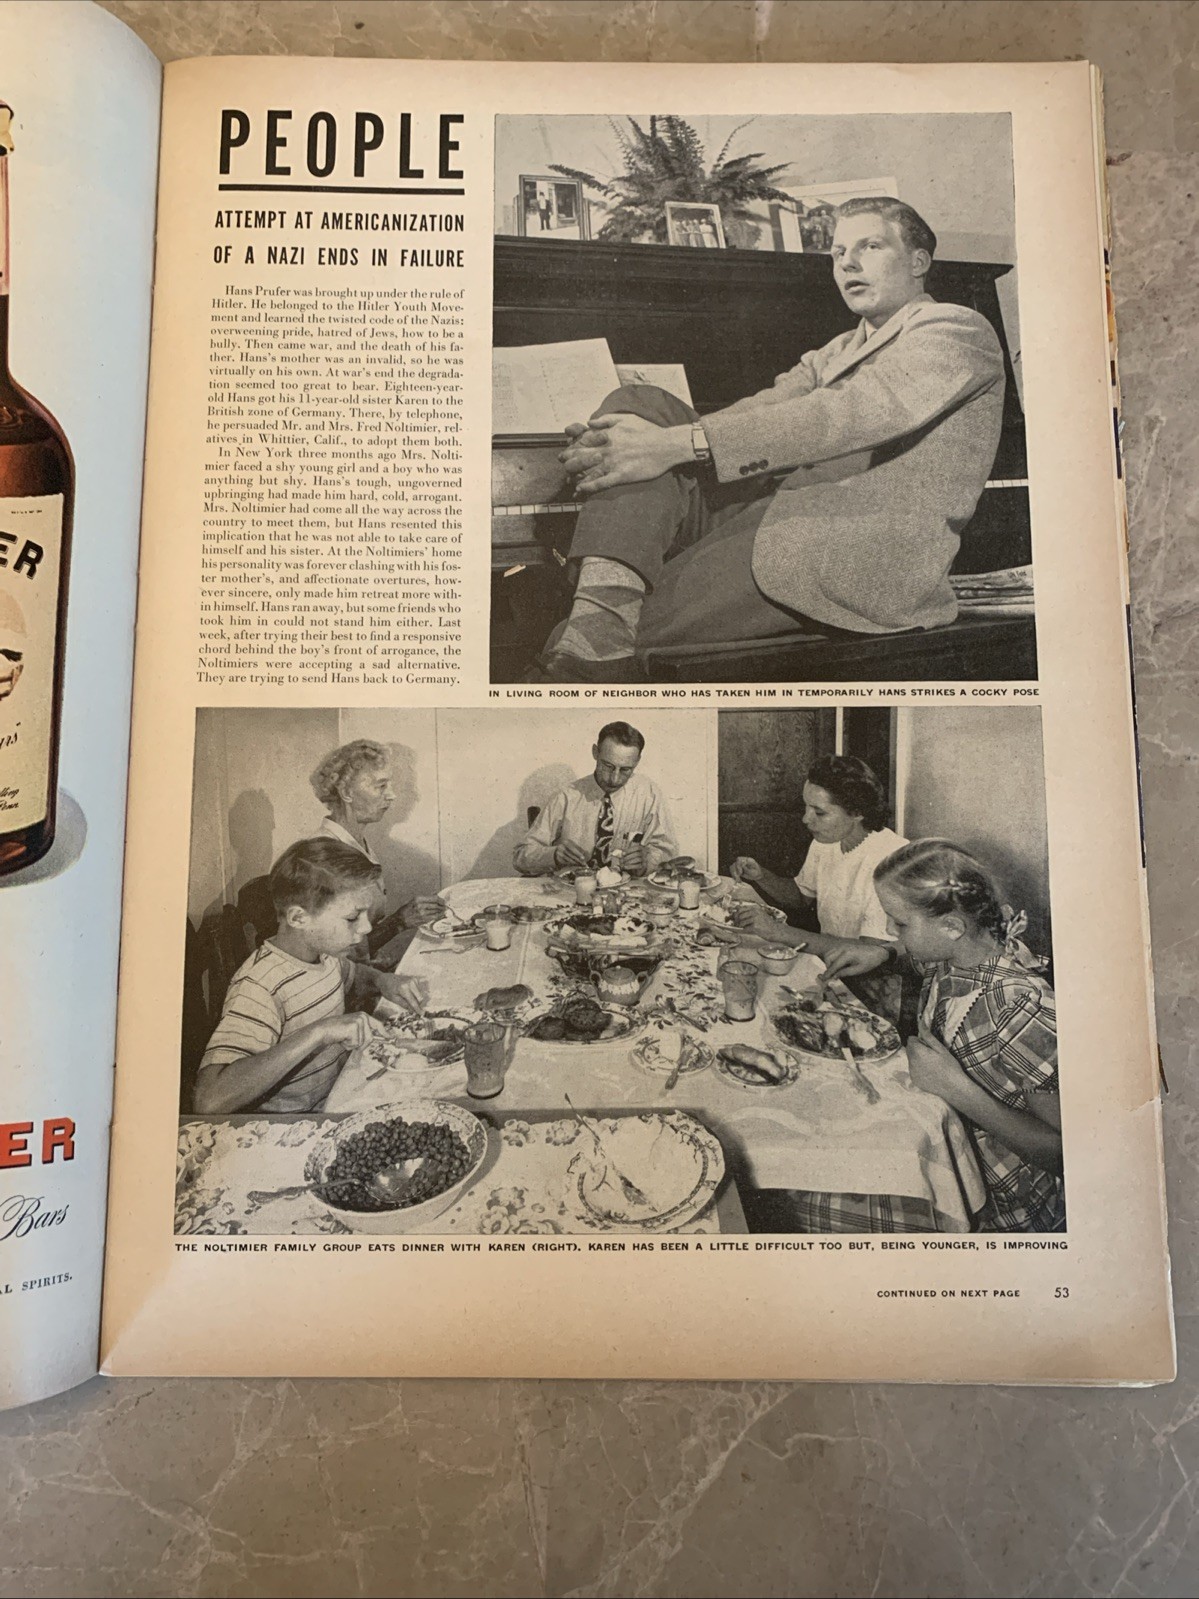 PEOPLE
ATTEMPT AT AMERICANIZATION
OF A NAZI ENDS IN FAILURE
Hans Prufer was brought up under the rule of
Hitler. He belonged to the Hitler Youth Move-
ment and learned the twisted code of the Nazis:
overweening pride, hatred of Jews, how to be a
bully. Then came war, and the death of his fa-
ther. Hans's mother was an invalid, so he was
virtually on his own. At war's end the degrada-
tion seemed too great to bear. Eighteen-year-
old Hans got his 11-year-old sister Karen to the
British zone of Germany. There, by telephone,
he persuaded Mr. and Mrs. Fred Noltimier, rel-
atives in Whittier, Calif., to adopt them both.
In New York three months ago Mrs. Nolti-
mier faced a shy young girl and a boy who was
anything but shy. Hans's tough, ungoverned
upbringing had made him hard, cold, arrogant.
Mrs. Noltimier had come all the way across the
country to meet them, but Hans resented this
implication that he was not able to take care of
himself and his sister. At the Noltimiers' home
his personality was forever clashing with his fos-
ter mother's, and affectionate overtures, how-
ever sincere, only made him retreat more with-
in himself. Hans ran away, but some friends who
took him in could not stand him either. Last
week, after trying their best to find a responsive
chord behind the boy's front of arrogance, the
Noltimiers were accepting a sad alternative.
They are trying to send Hans back to Germany.
IN LIVING ROOM OF NEIGHBOR WHO HAS TAKEN HIM IN TEMPORARILY HANS STRIKES A COCKY POSE
THE NOLTIMIER FAMILY GROUP EATS DINNER WITH KAREN (RIGHT). KAREN HAS BEEN A LITTLE DIFFICULT TOO BUT, BEING YOUNGER, IS IMPROVING
CONTINUED ON NEXT PAGE 53
ER
ER
Bars
SPIRITS.